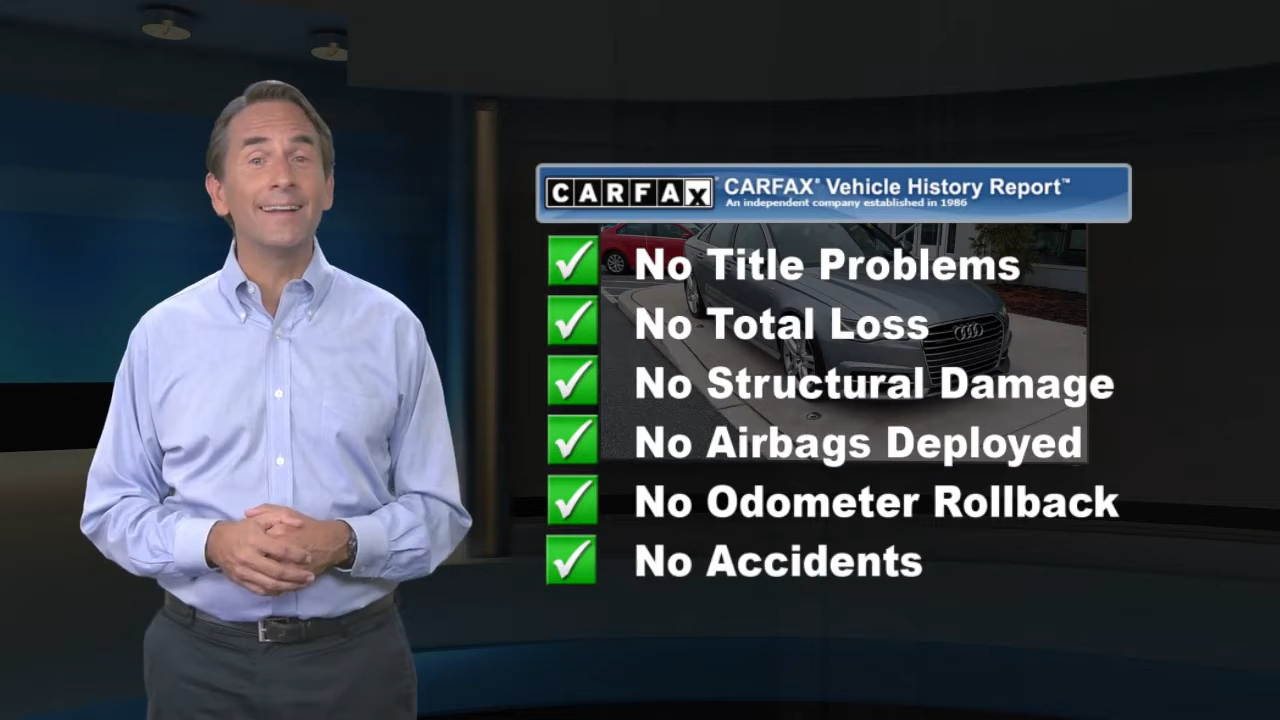 CARFAX
CARFAX® Vehicle History Report™
An independent company established in 1986
No Title Problems
No Total Loss
No Structural Damage
No Airbags Deployed
No Odometer Rollback
No Accidents